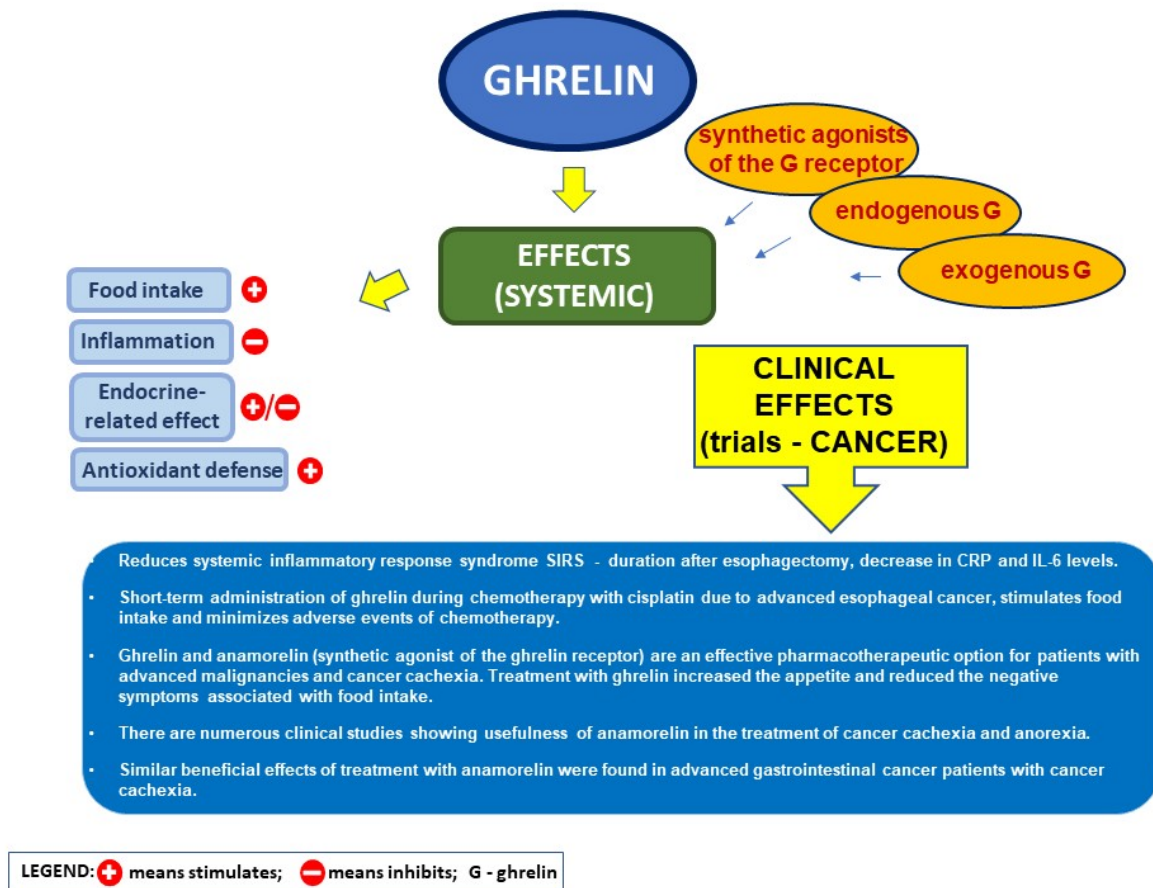 GHRELIN
synthetic agonists
of the G receptor
endogenous G
exogenous G
EFFECTS
(SYSTEMIC)
Food intake +
Inflammation −
Endocrine-
related effect +/−
Antioxidant defense +
CLINICAL
EFFECTS
(trials - CANCER)
• Reduces systemic inflammatory response syndrome SIRS - duration after esophagectomy, decrease in CRP and IL-6 levels.
• Short-term administration of ghrelin during chemotherapy with cisplatin due to advanced esophageal cancer, stimulates food
intake and minimizes adverse events of chemotherapy.
• Ghrelin and anamorelin (synthetic agonist of the ghrelin receptor) are an effective pharmacotherapeutic option for patients with
advanced malignancies and cancer cachexia. Treatment with ghrelin increased the appetite and reduced the negative
symptoms associated with food intake.
• There are numerous clinical studies showing usefulness of anamorelin in the treatment of cancer cachexia and anorexia.
• Similar beneficial effects of treatment with anamorelin were found in advanced gastrointestinal cancer patients with cancer
cachexia.
LEGEND: + means stimulates; − means inhibits; G - ghrelin